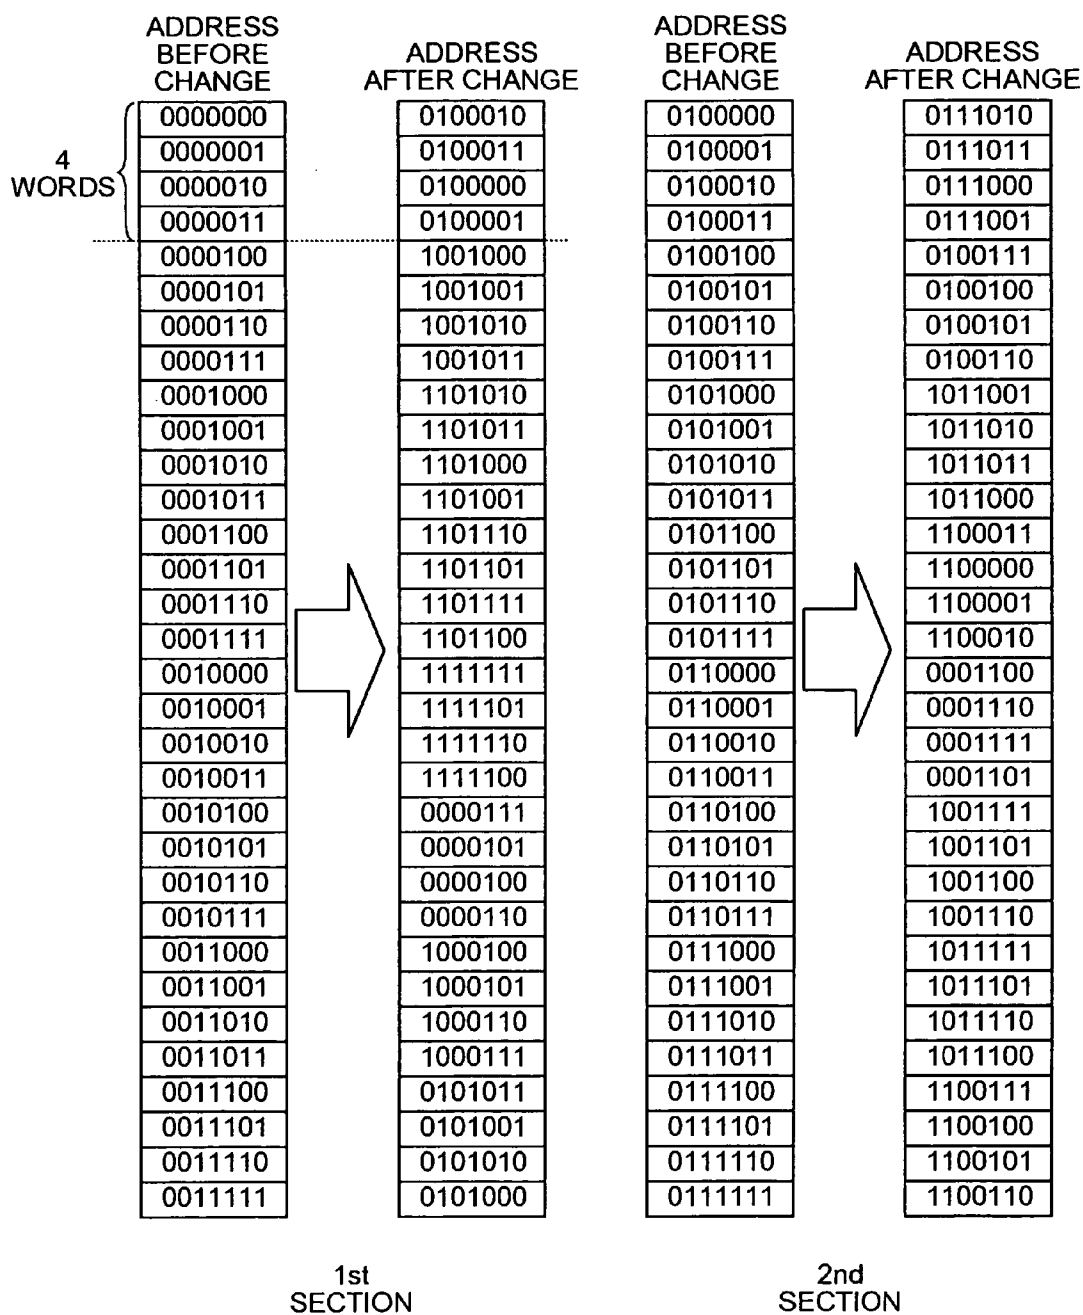 ADDRESS
BEFORE
CHANGE
ADDRESS
AFTER CHANGE
ADDRESS
BEFORE
CHANGE
ADDRESS
AFTER CHANGE
4
WORDS
0000000 0100010 0100000 0111010
0000001 0100011 0100001 0111011
0000010 0100000 0100010 0111000
0000011 0100001 0100011 0111001
0000100 1001000 0100100 0100111
0000101 1001001 0100101 0100100
0000110 1001010 0100110 0100101
0000111 1001011 0100111 0100110
0001000 1101010 0101000 1011001
0001001 1101011 0101001 1011010
0001010 1101000 0101010 1011011
0001011 1101001 0101011 1011000
0001100 1101110 0101100 1100011
0001101 1101101 0101101 1100000
0001110 1101111 0101110 1100001
0001111 1101100 0101111 1100010
0010000 1111111 0110000 0001100
0010001 1111101 0110001 0001110
0010010 1111110 0110010 0001111
0010011 1111100 0110011 0001101
0010100 0000111 0110100 1001111
0010101 0000101 0110101 1001101
0010110 0000100 0110110 1001100
0010111 0000110 0110111 1001110
0011000 1000100 0111000 1011111
0011001 1000101 0111001 1011101
0011010 1000110 0111010 1011110
0011011 1000111 0111011 1011100
0011100 0101011 0111100 1100111
0011101 0101001 0111101 1100100
0011110 0101010 0111110 1100101
0011111 0101000 0111111 1100110
1st
SECTION
2nd
SECTION